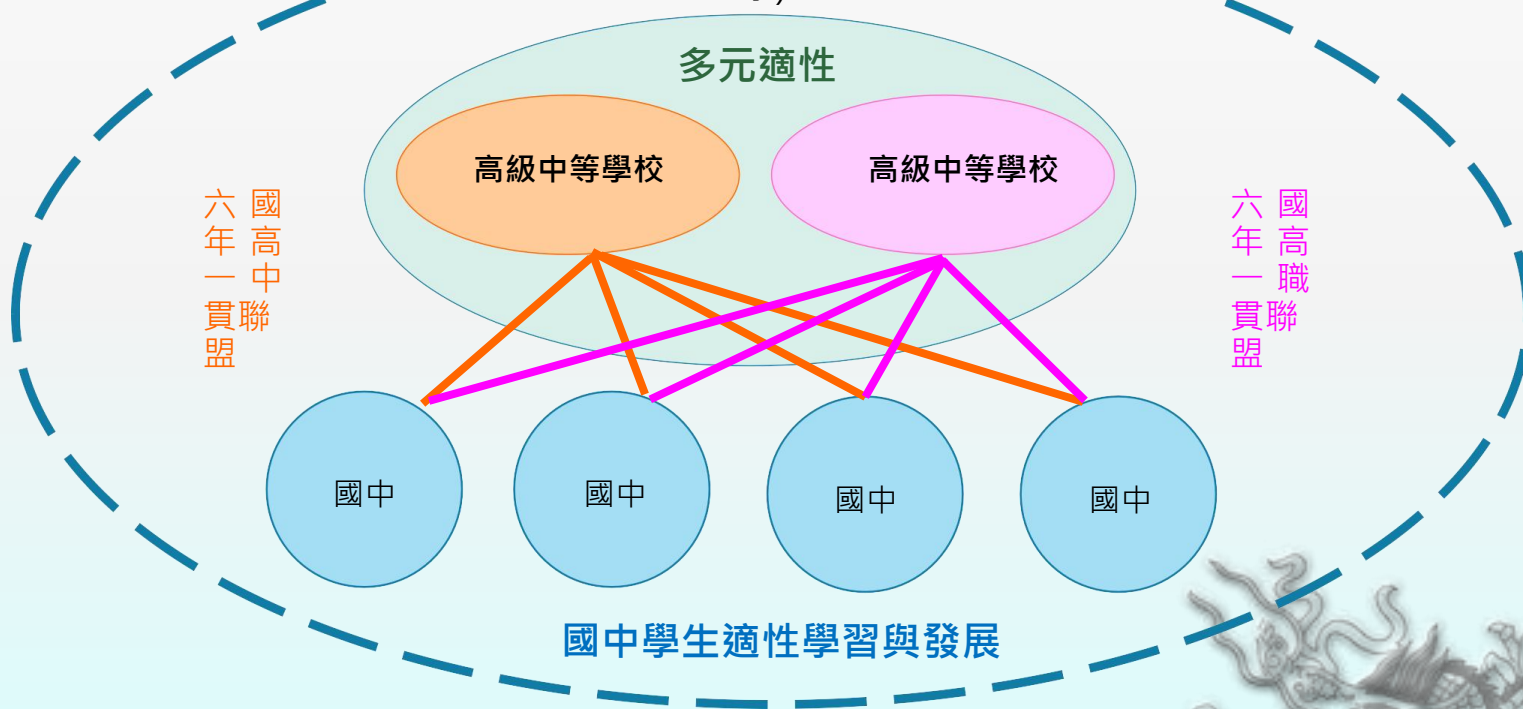 多元適性
高級中等學校
高級中等學校
國高中
六年一貫聯盟
國高職
六年一貫聯盟
國中
國中
國中
國中
國中學生適性學習與發展